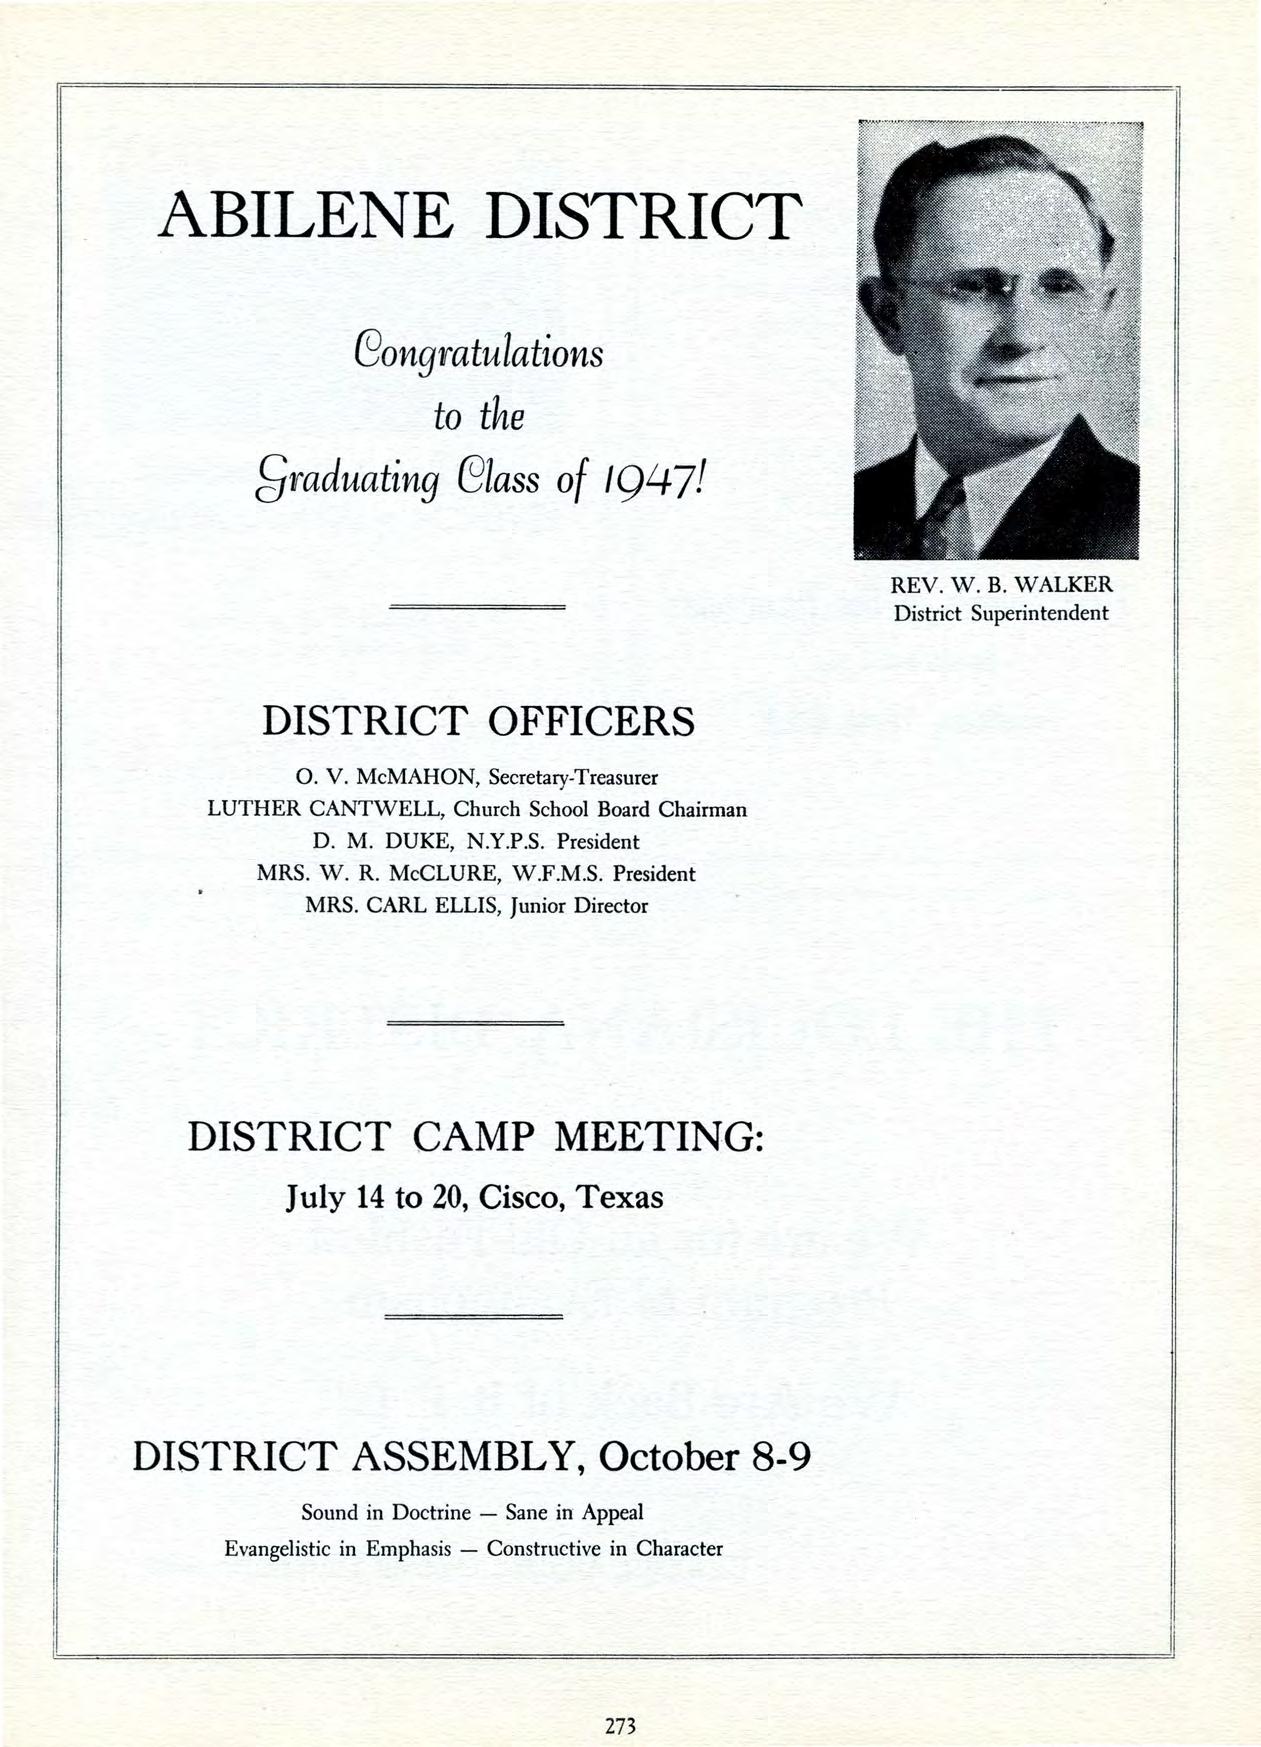 ABILENE DISTRICT
Congratulations
to the
Graduating Class of 1947!
REV. W. B. WALKER
District Superintendent
DISTRICT OFFICERS
O. V. McMAHON, Secretary-Treasurer
LUTHER CANTWELL, Church School Board Chairman
D. M. DUKE, N.Y.P.S. President
MRS. W. R. McCLURE, W.F.M.S. President
MRS. CARL ELLIS, Junior Director
DISTRICT CAMP MEETING:
July 14 to 20, Cisco, Texas
DISTRICT ASSEMBLY, October 8-9
Sound in Doctrine — Sane in Appeal
Evangelistic in Emphasis — Constructive in Character
273